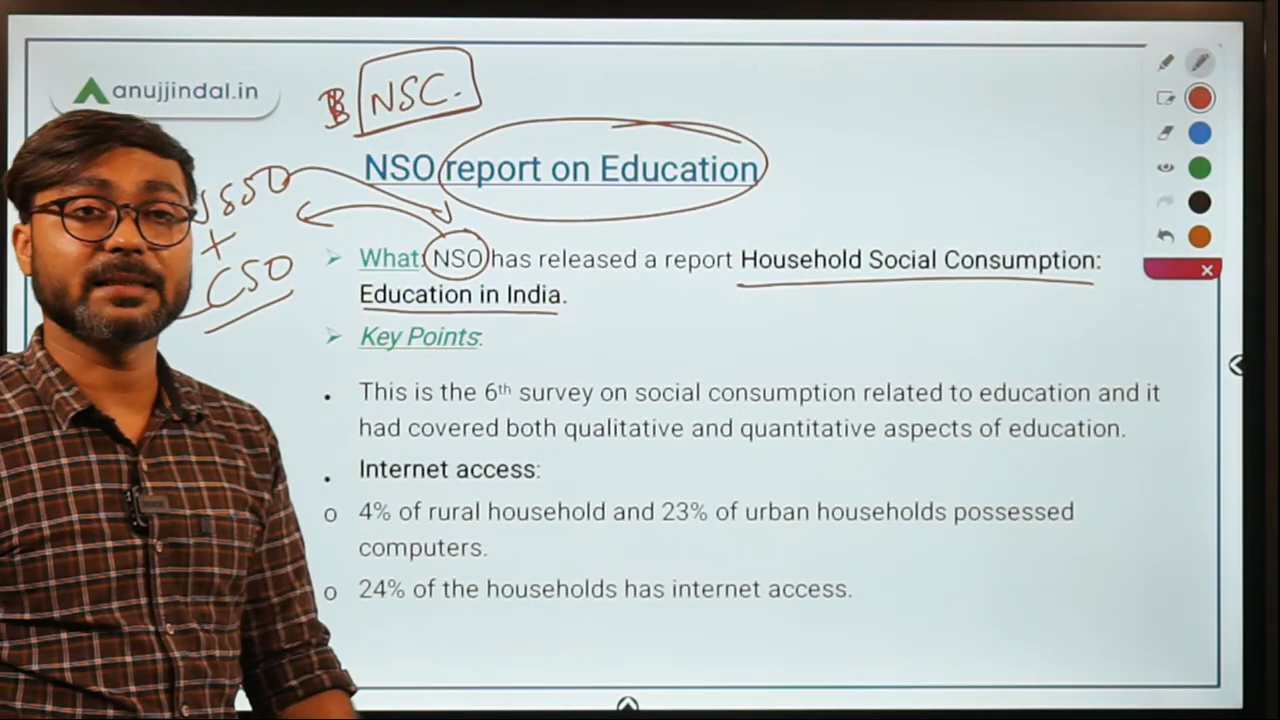 anujjindal.in
NSC.
NSO report on Education
NSSO
+
CSO
➢ What: NSO has released a report Household Social Consumption:
Education in India.
➢ Key Points:
• This is the 6th survey on social consumption related to education and it
had covered both qualitative and quantitative aspects of education.
• Internet access:
o 4% of rural household and 23% of urban households possessed
computers.
o 24% of the households has internet access.